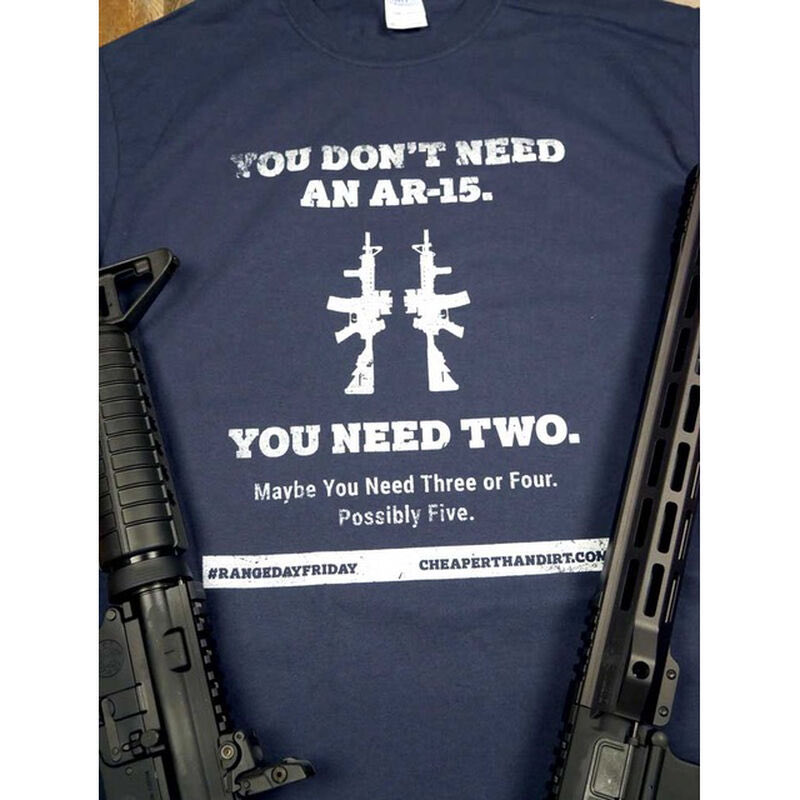 YOU DON'T NEED
AN AR-15.
YOU NEED TWO.
Maybe You Need Three or Four.
Possibly Five.
#RANGEDAYFRIDAY CHEAPERTHANDIRT.COM